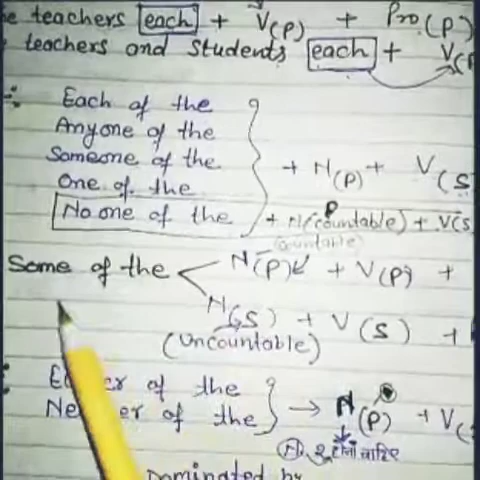 teachers each + V(P) + Pro(P)
teachers and Students each +
Each of the
Anyone of the
Someone of the
One of the
No one of the
+ N(P) + V(S
+ N(countable) + V(S
P
(countable)
Some of the
N(P) + V(P) +
N(S) + V(S) +
(Uncountable)
of the
of the
→ N(P) + V(
Dominated by